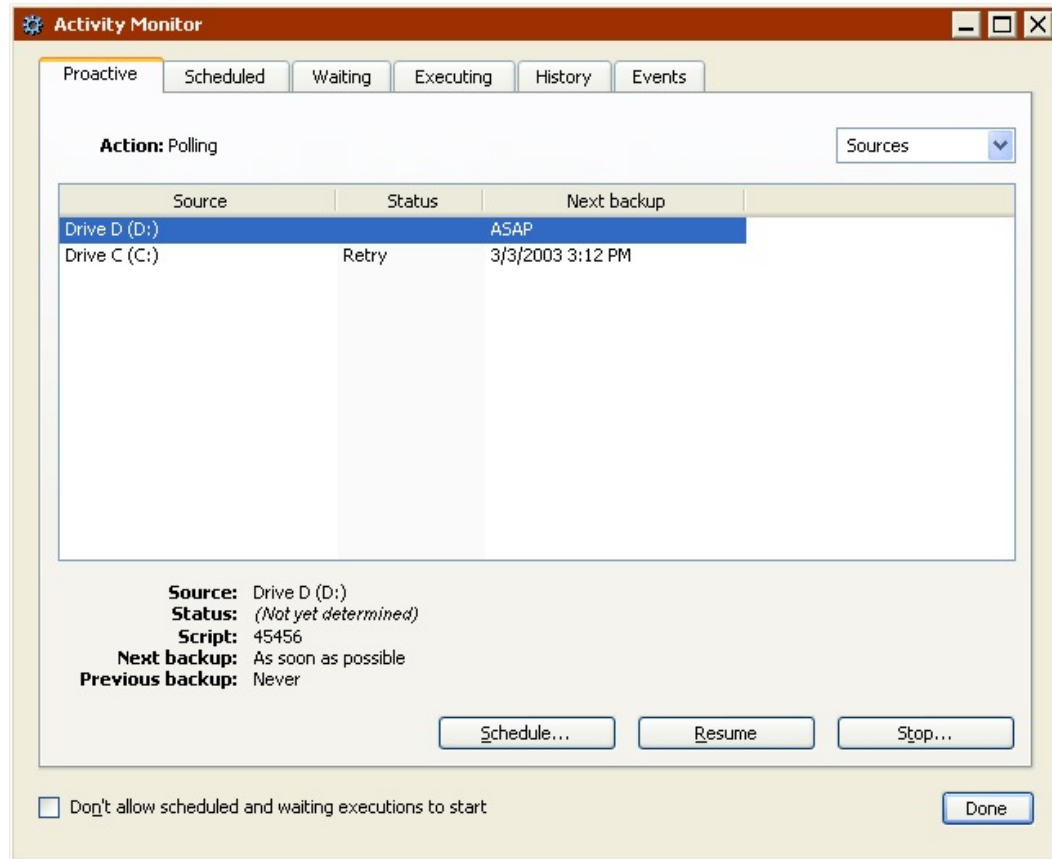 Activity Monitor
Proactive Scheduled Waiting Executing History Events
Action: Polling Sources
Source Status Next backup
Drive D (D:) ASAP
Drive C (C:) Retry 3/3/2003 3:12 PM
Source: Drive D (D:)
Status: (Not yet determined)
Script: 45456
Next backup: As soon as possible
Previous backup: Never
Schedule... Resume Stop...
Don't allow scheduled and waiting executions to start Done